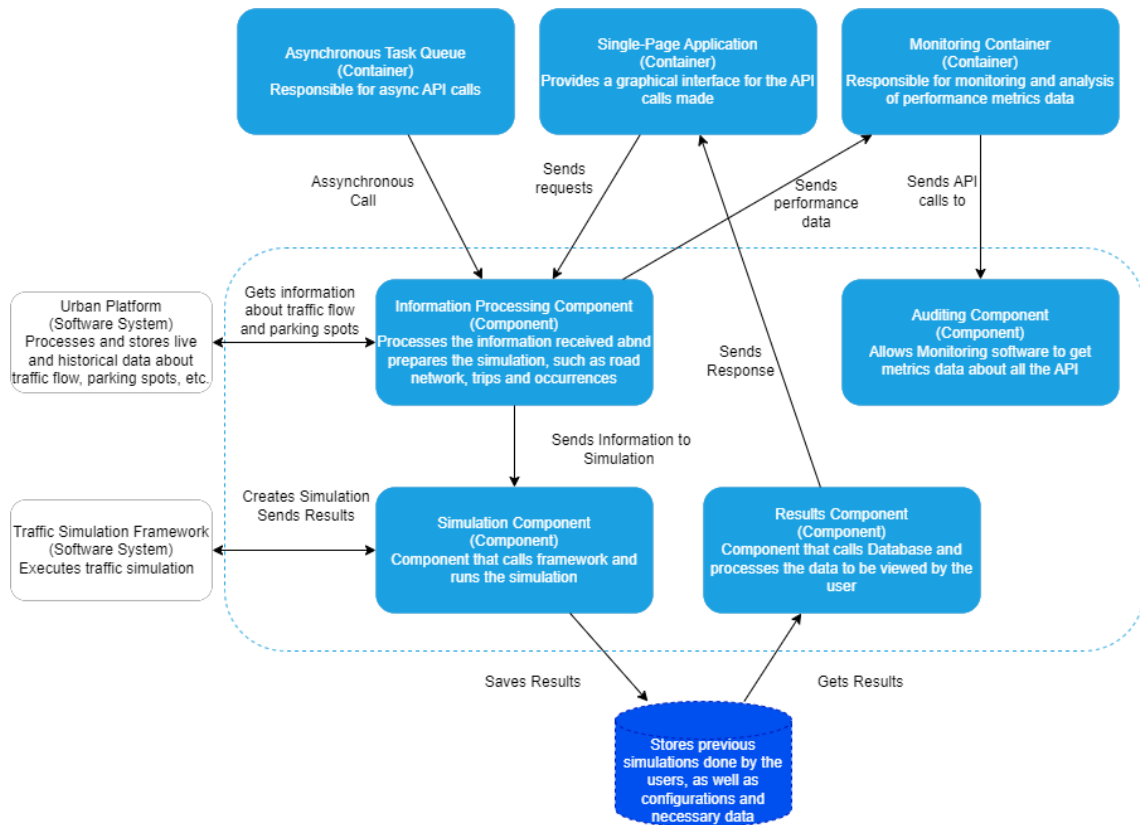 Asynchronous Task Queue
(Container)
Responsible for async API calls
Single-Page Application
(Container)
Provides a graphical interface for the API
calls made
Monitoring Container
(Container)
Responsible for monitoring and analysis
of performance metrics data
Assynchronous
Call
Sends
requests
Sends
performance
data
Sends API
calls to
Urban Platform
(Software System)
Processes and stores live
and historical data about
traffic flow, parking spots, etc.
Gets information
about traffic flow
and parking spots
Information Processing Component
(Component)
Processes the information received abnd
prepares the simulation, such as road
network, trips and occurrences
Sends
Response
Auditing Component
(Component)
Allows Monitoring software to get
metrics data about all the API
Sends Information to
Simulation
Traffic Simulation Framework
(Software System)
Executes traffic simulation
Creates Simulation
Sends Results
Simulation Component
(Component)
Component that calls framework and
runs the simulation
Results Component
(Component)
Component that calls Database and
processes the data to be viewed by the
user
Saves Results
Gets Results
Stores previous
simulations done by the
users, as well as
configurations and
necessary data